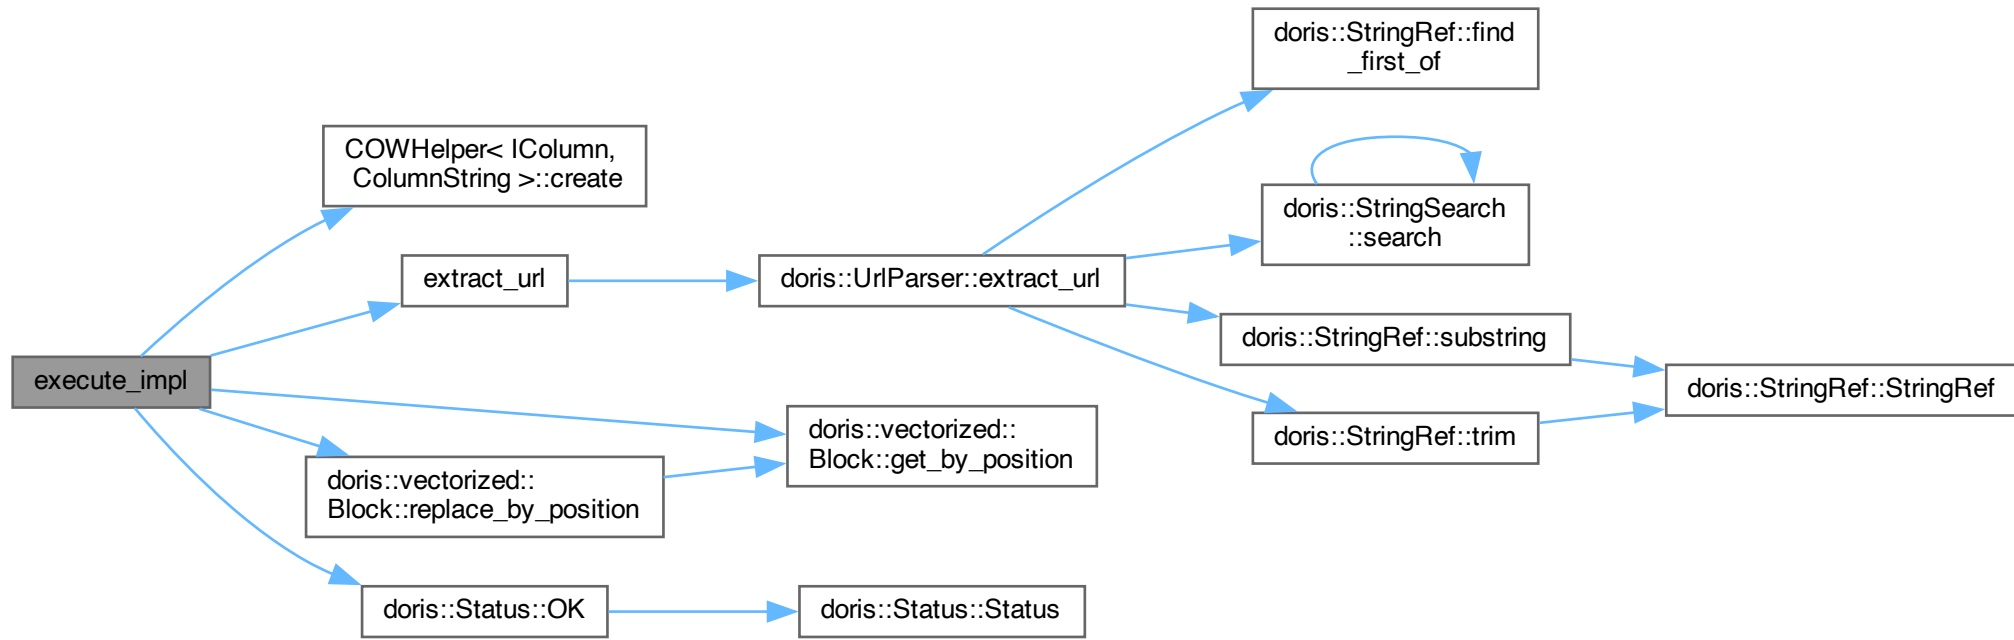 doris::StringRef::find
_first_of
COWHelper< IColumn,
ColumnString >::create
doris::StringSearch
::search
extract_url
doris::UrlParser::extract_url
doris::StringRef::substring
execute_impl
doris::StringRef::StringRef
doris::vectorized::
Block::get_by_position
doris::StringRef::trim
doris::vectorized::
Block::replace_by_position
doris::Status::OK
doris::Status::Status